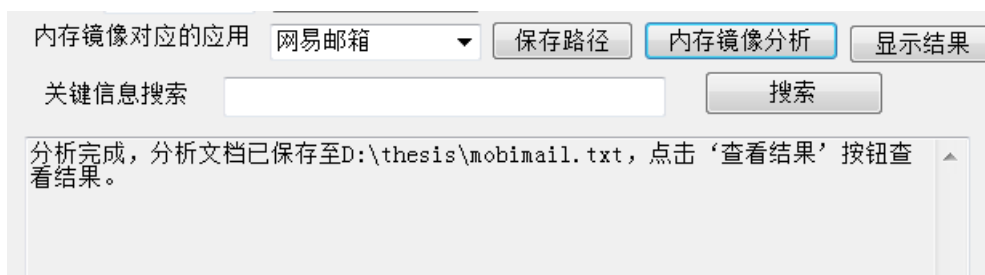 内存镜像对应的应用 网易邮箱 保存路径 内存镜像分析 显示结果
关键信息搜索 搜索
分析完成，分析文档已保存至D:\thesis\mobimail.txt，点击‘查看结果’按钮查
看结果。